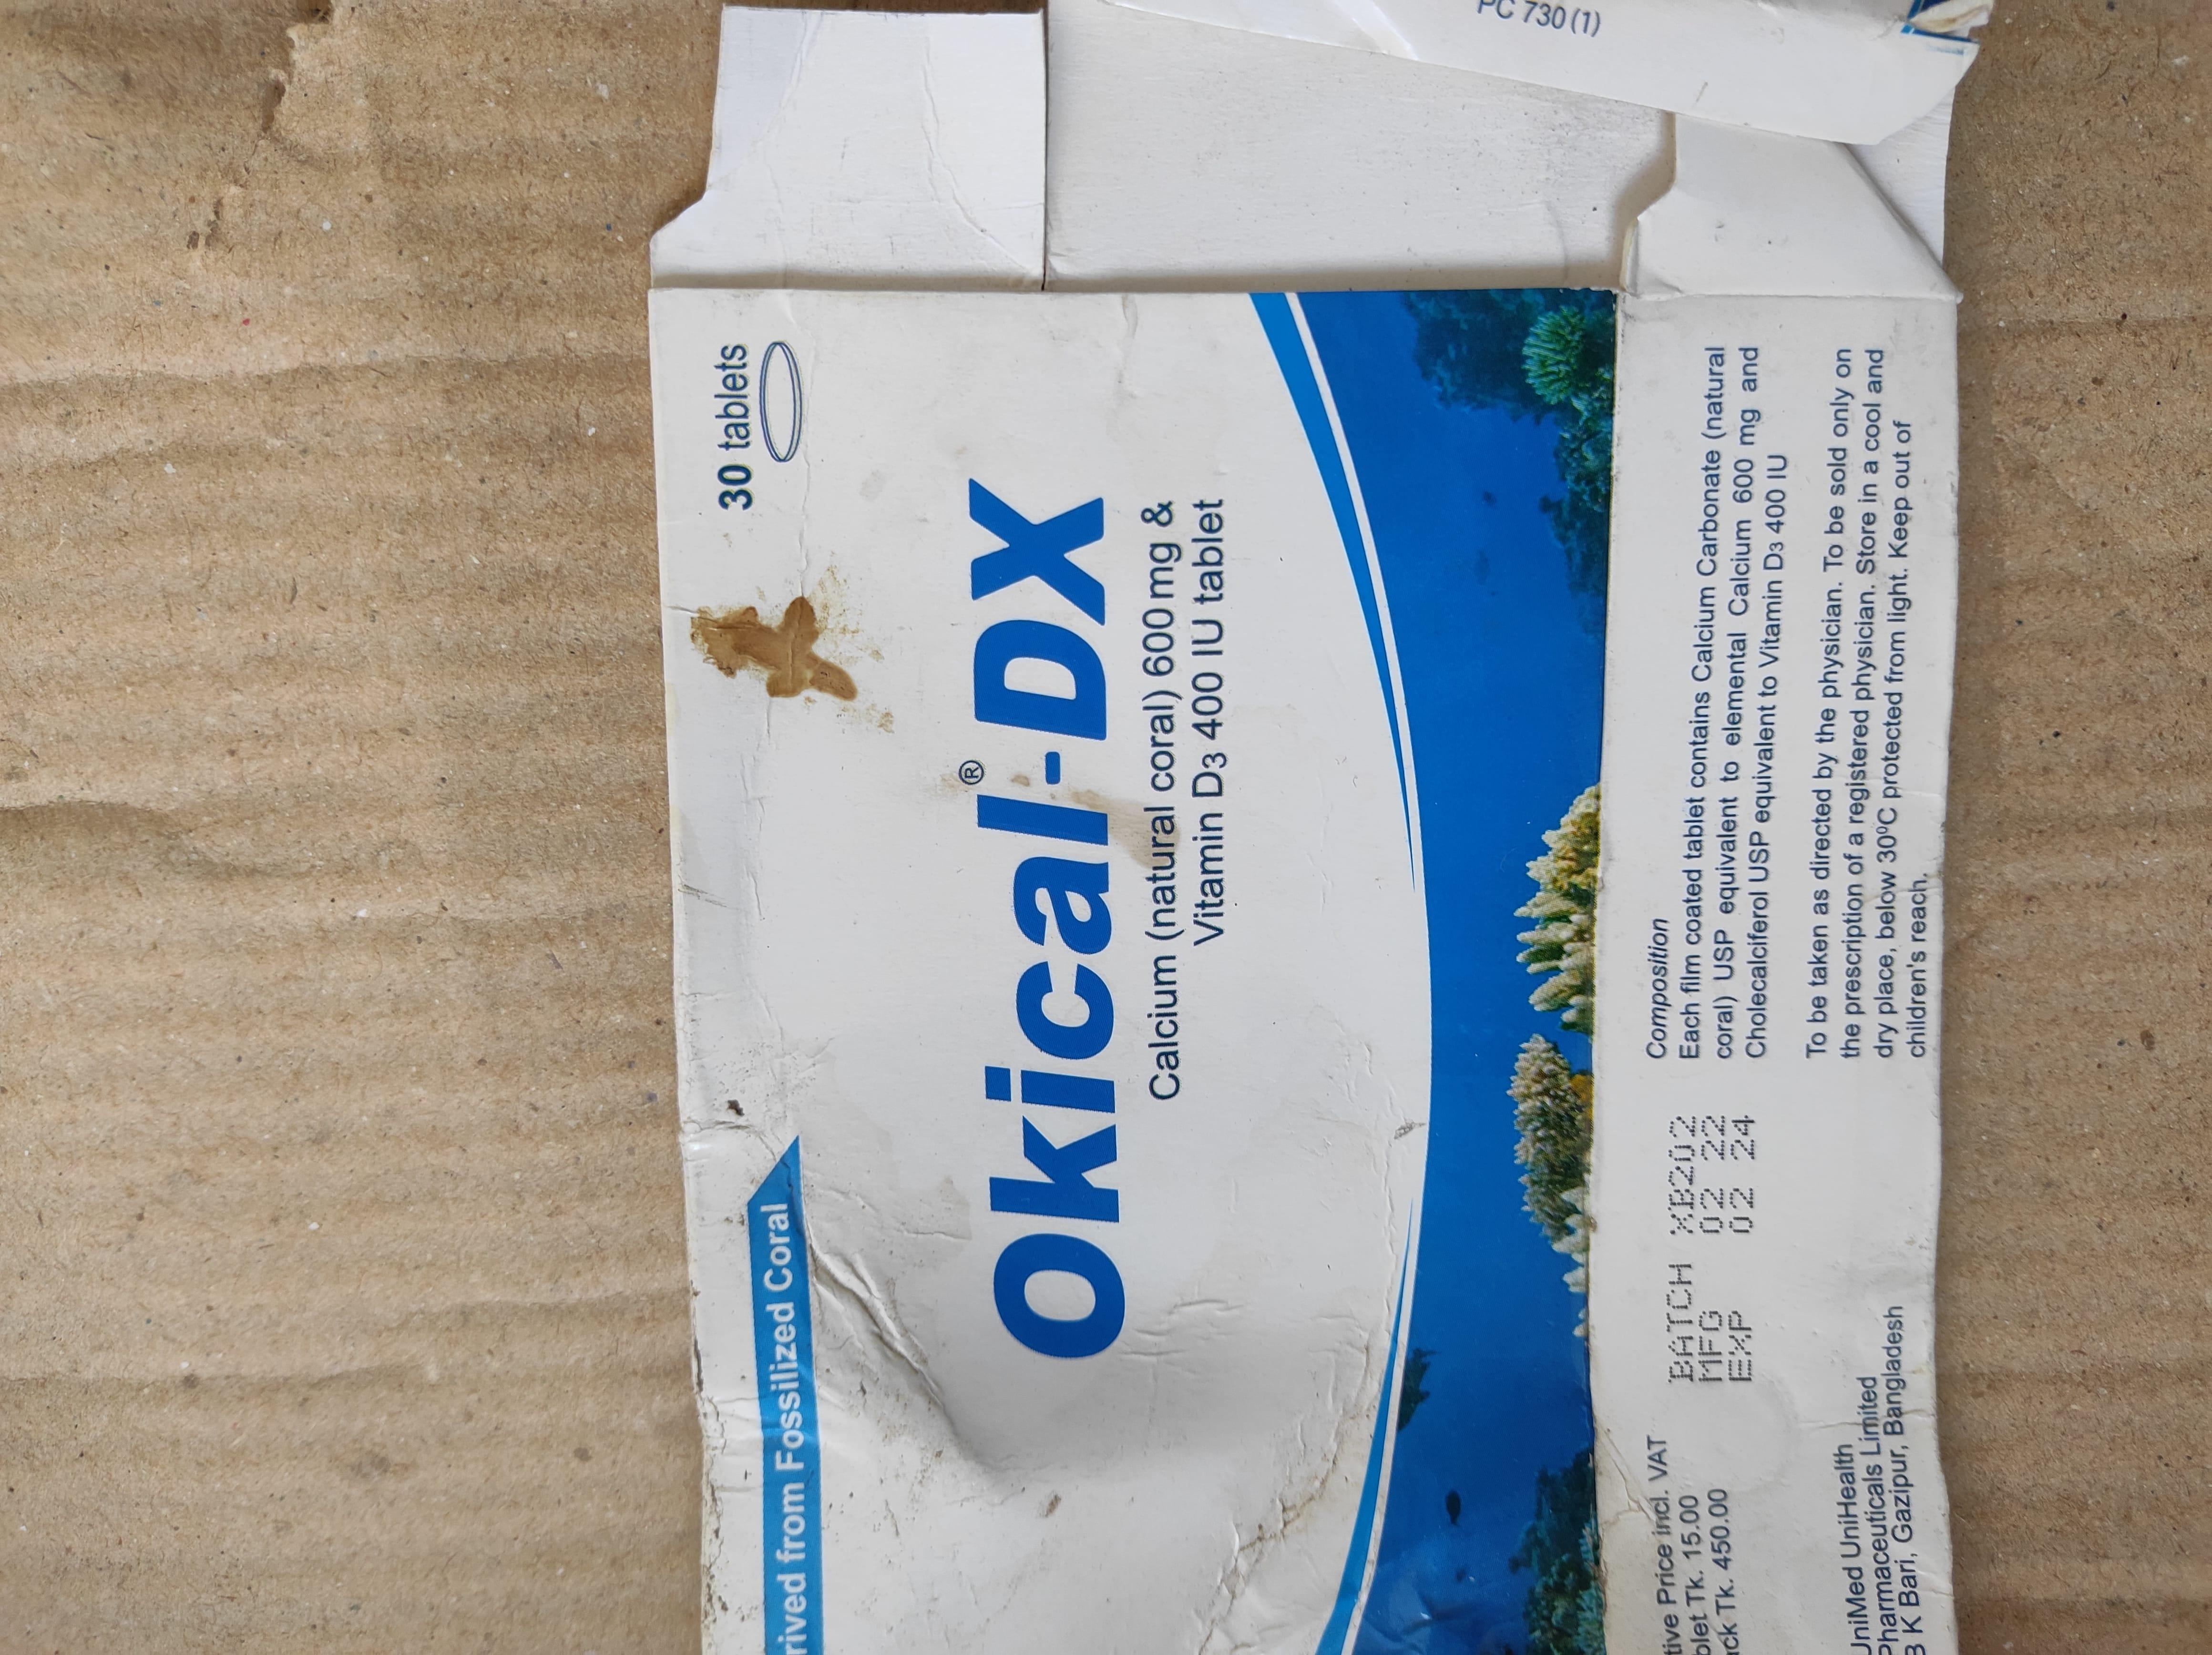 30 tablets
rived from Fossilized Coral
Okical®-DX
Calcium (natural coral) 600 mg &
Vitamin D3 400 IU tablet
tive Price incl. VAT
blet Tk. 15.00
ack Tk. 450.00
BATCH XB202
MFG 02 22
EXP 02 24
UniMed UniHealth
Pharmaceuticals Limited
B K Bari, Gazipur, Bangladesh
Composition
Each film coated tablet contains Calcium Carbonate (natural
coral) USP equivalent to elemental Calcium 600 mg and
Cholecalciferol USP equivalent to Vitamin D3 400 IU
To be taken as directed by the physician. To be sold only on
the prescription of a registered physician. Store in a cool and
dry place, below 30⁰C protected from light. Keep out of
children's reach.
PC 730 (1)